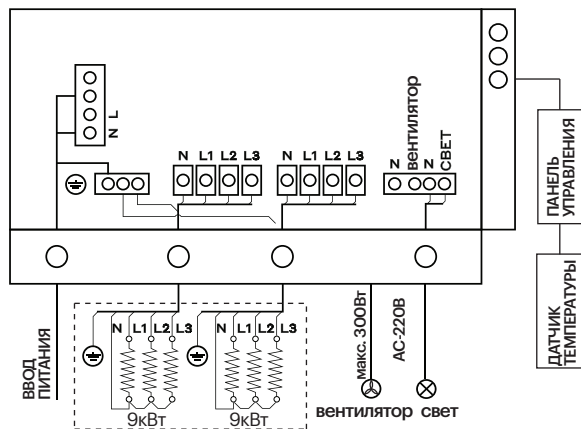 N L
N L1 L2 L3
N L1 L2 L3
N вентилятор N СВЕТ
ПАНЕЛЬ
УПРАВЛЕНИЯ
ДАТЧИК
ТЕМПЕРАТУРЫ
ВВОД
ПИТАНИЯ
N L1 L2 L3
N L1 L2 L3
9кВт
9кВт
макс. 300Вт
АС-220В
вентилятор свет